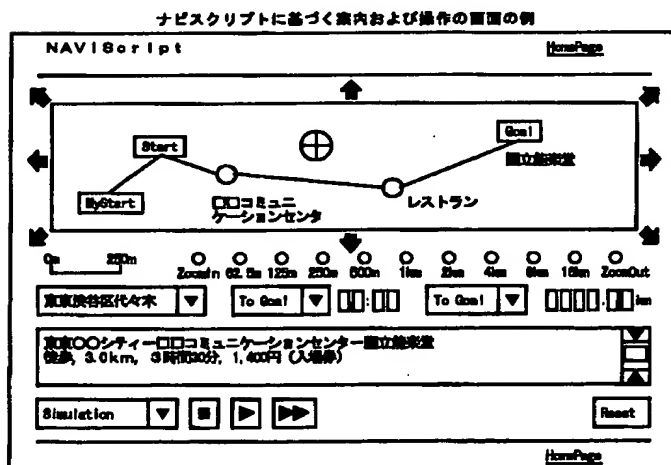 ナビスクリプトに基づく案内および操作の画面の例
NAVIScript
HomePage
Start
Goal
国立能楽堂
MyStart
□□コミュニ
ケーションセンタ
レストラン
0m 250m
ZoomIn 62.5m 125m 250m 500m 1km 2km 4km 8km 16km ZoomOut
東京渋谷区代々木 ▼ To Goal ▼ □□:□□ To Goal ▼ □□□□.□□km
東京○○シティー□□コミュニケーションセンター国立能楽堂
徒歩, 3.0km, 3時間30分, 1,400円 (入場券)
Simulation ▼ Reset
HomePage